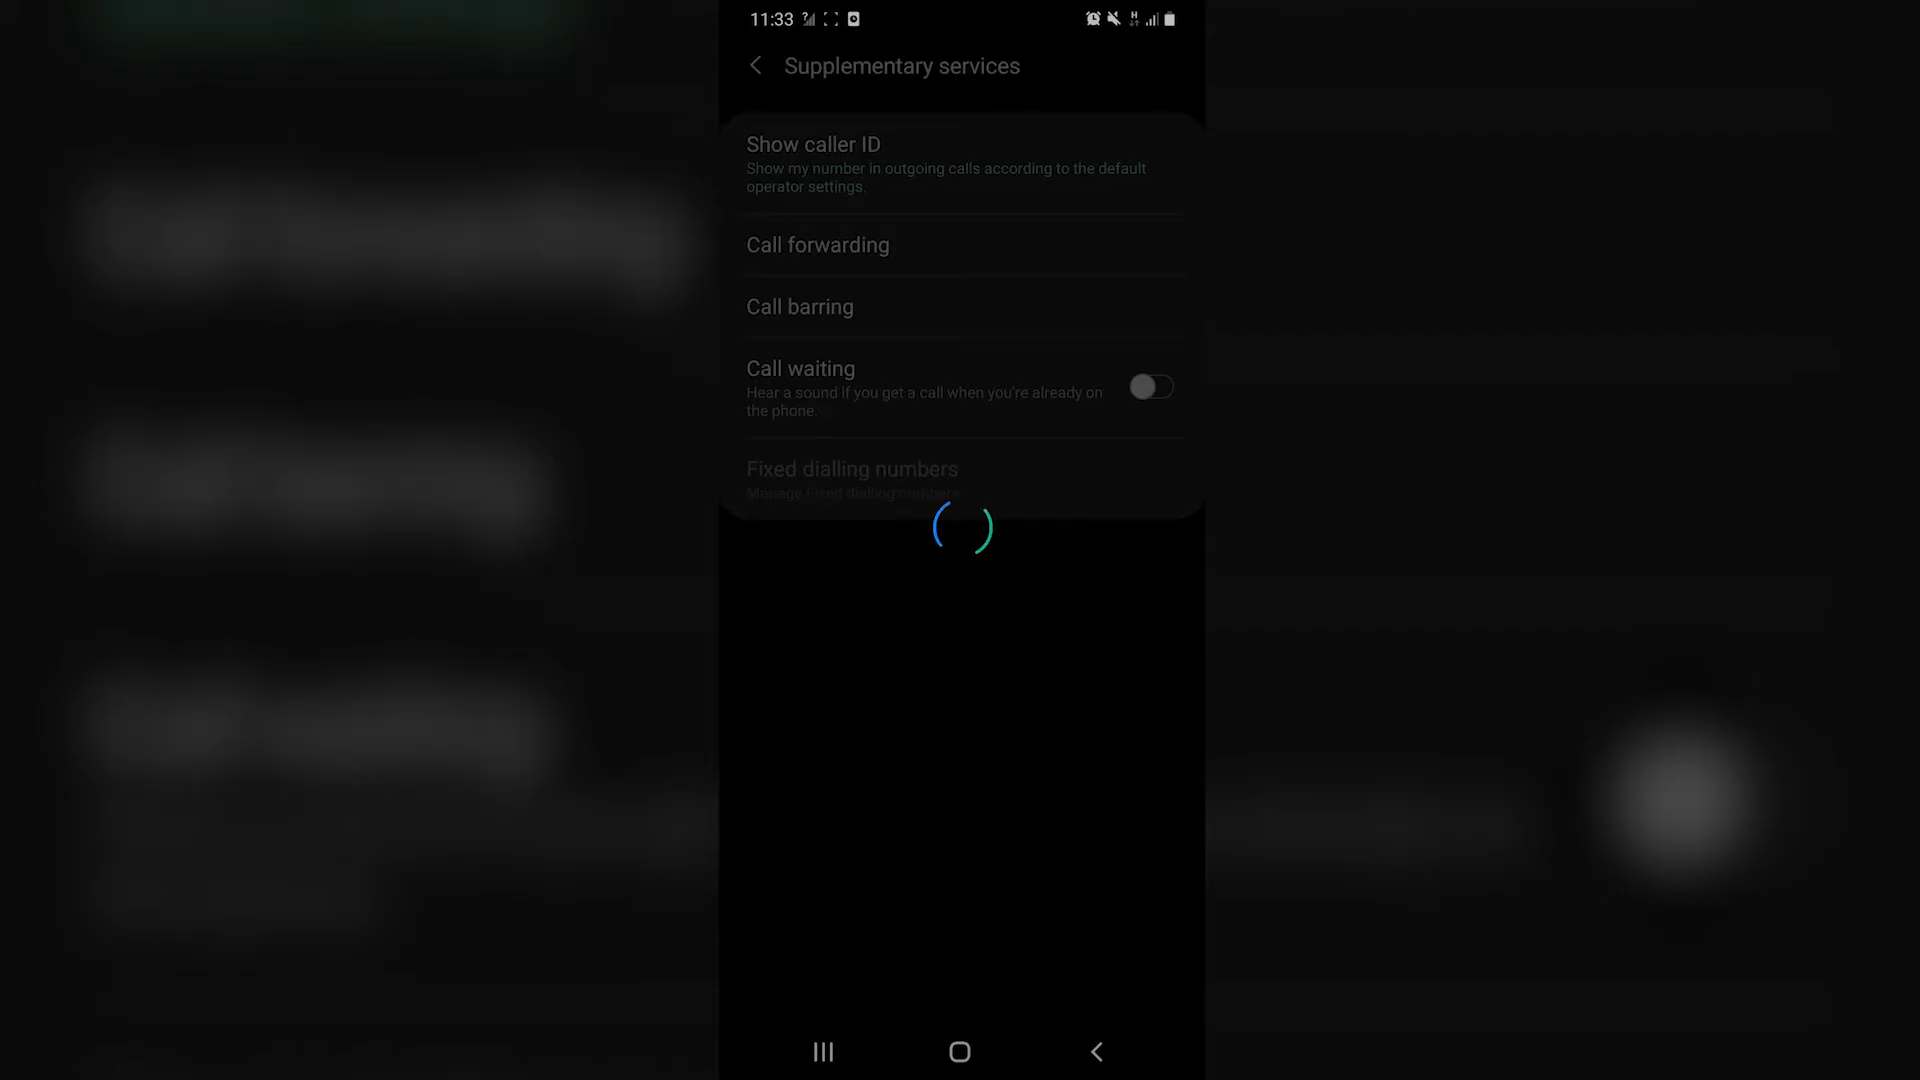 11:33
Supplementary services
Show caller ID
Show my number in outgoing calls according to the default
operator settings.
Call forwarding
Call barring
Call waiting
Hear a sound if you get a call when you're already on
the phone.
Fixed dialling numbers
Manage Fixed dialling numbers.